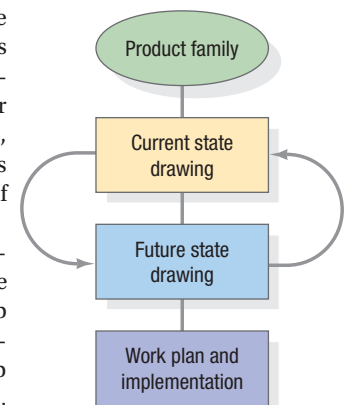 Product family
Current state
drawing
Future state
drawing
Work plan and
implementation